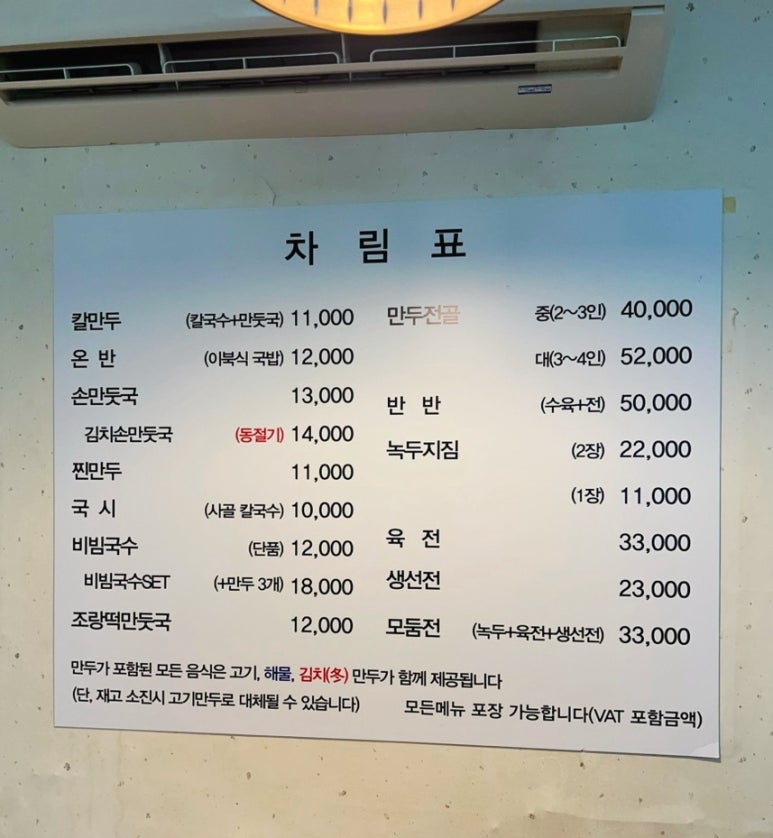 차 림 표
칼만두 (칼국수+만둣국) 11,000
온 반 (이북식 국밥) 12,000
손만둣국 13,000
김치손만둣국 (동절기) 14,000
찐만두 11,000
국 시 (사골 칼국수) 10,000
비빔국수 (단품) 12,000
비빔국수SET (+만두 3개) 18,000
조랑떡만둣국 12,000
만두전골 중(2~3인) 40,000
대(3~4인) 52,000
반 반 (수육+전) 50,000
녹두지짐 (2장) 22,000
(1장) 11,000
육 전 33,000
생선전 23,000
모둠전 (녹두+육전+생선전) 33,000
만두가 포함된 모든 음식은 고기, 해물, 김치(冬) 만두가 함께 제공됩니다
(단, 재고 소진시 고기만두로 대체될 수 있습니다)
모든메뉴 포장 가능합니다(VAT 포함금액)